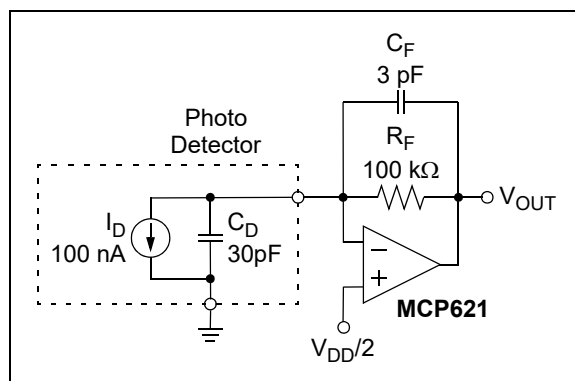 C_F
3 pF
Photo
Detector
R_F
100 kΩ
V_OUT
I_D
100 nA
C_D
30pF
−
+
MCP621
V_DD/2